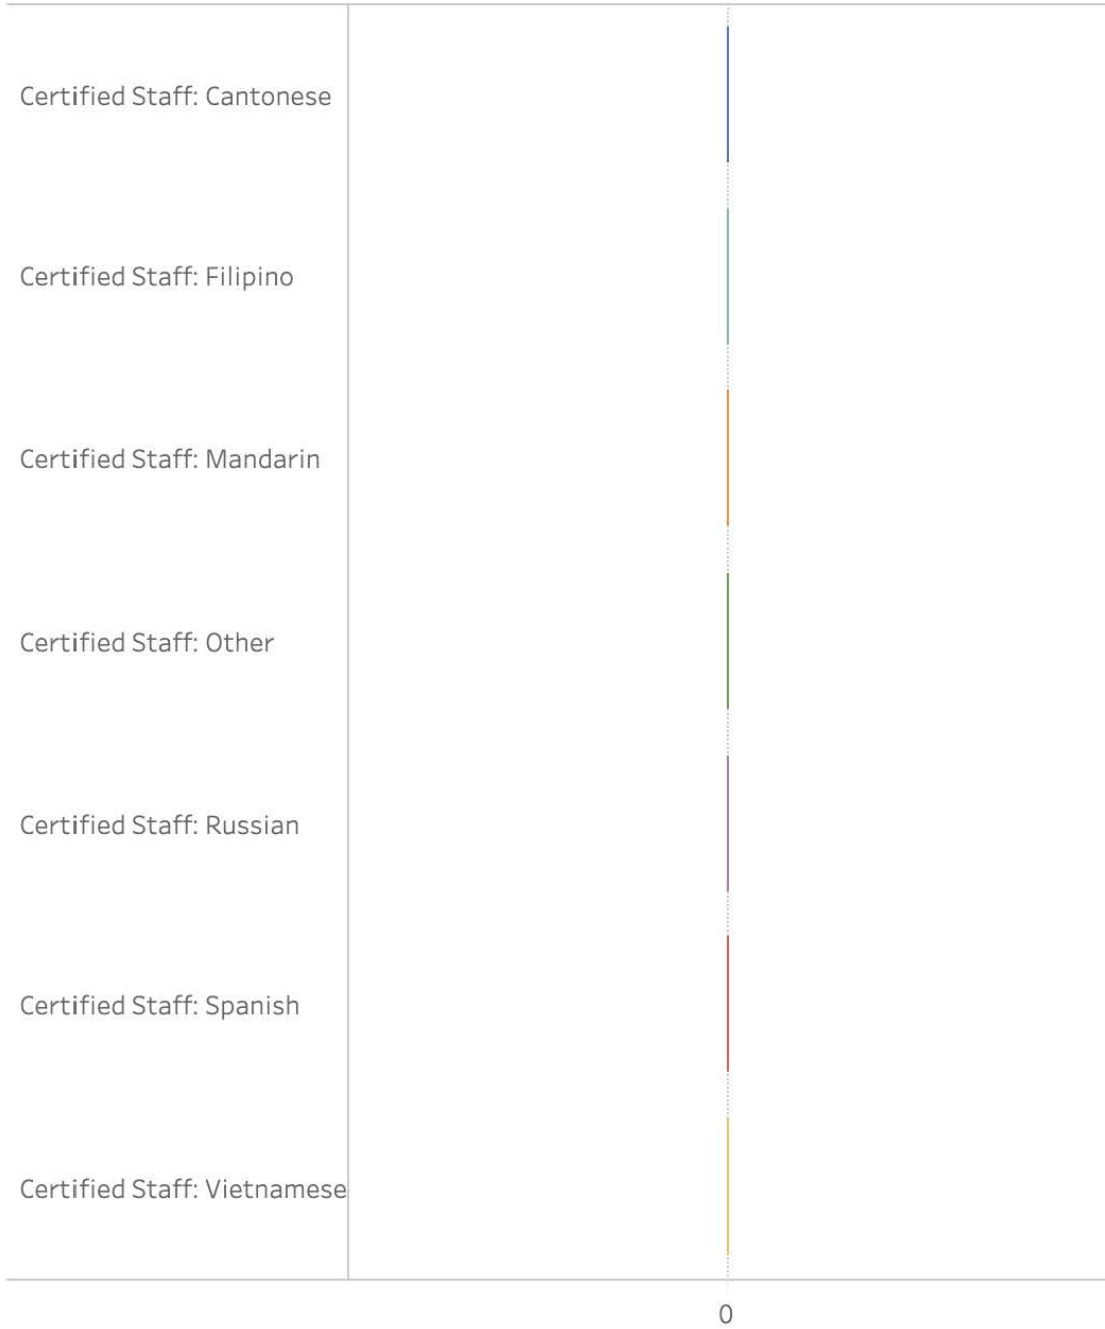 Certified Staff: Cantonese
Certified Staff: Filipino
Certified Staff: Mandarin
Certified Staff: Other
Certified Staff: Russian
Certified Staff: Spanish
Certified Staff: Vietnamese
0